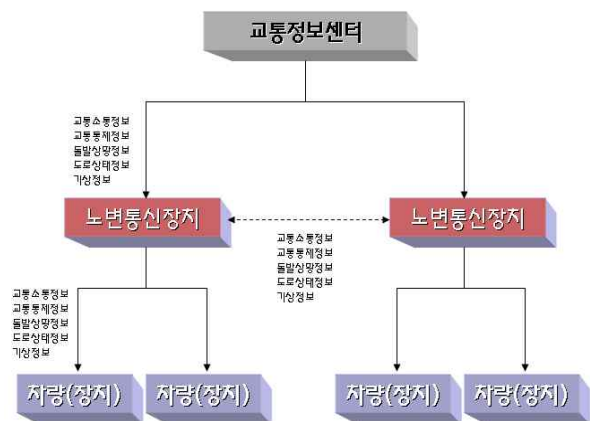 교통정보센터
교통소통정보
교통통제정보
돌발상황정보
도로상태정보
기상정보
노변통신장치
노변통신장치
교통소통정보
교통통제정보
돌발상황정보
도로상태정보
기상정보
교통소통정보
교통통제정보
돌발상황정보
도로상태정보
기상정보
차량(장치)
차량(장치)
차량(장치)
차량(장치)